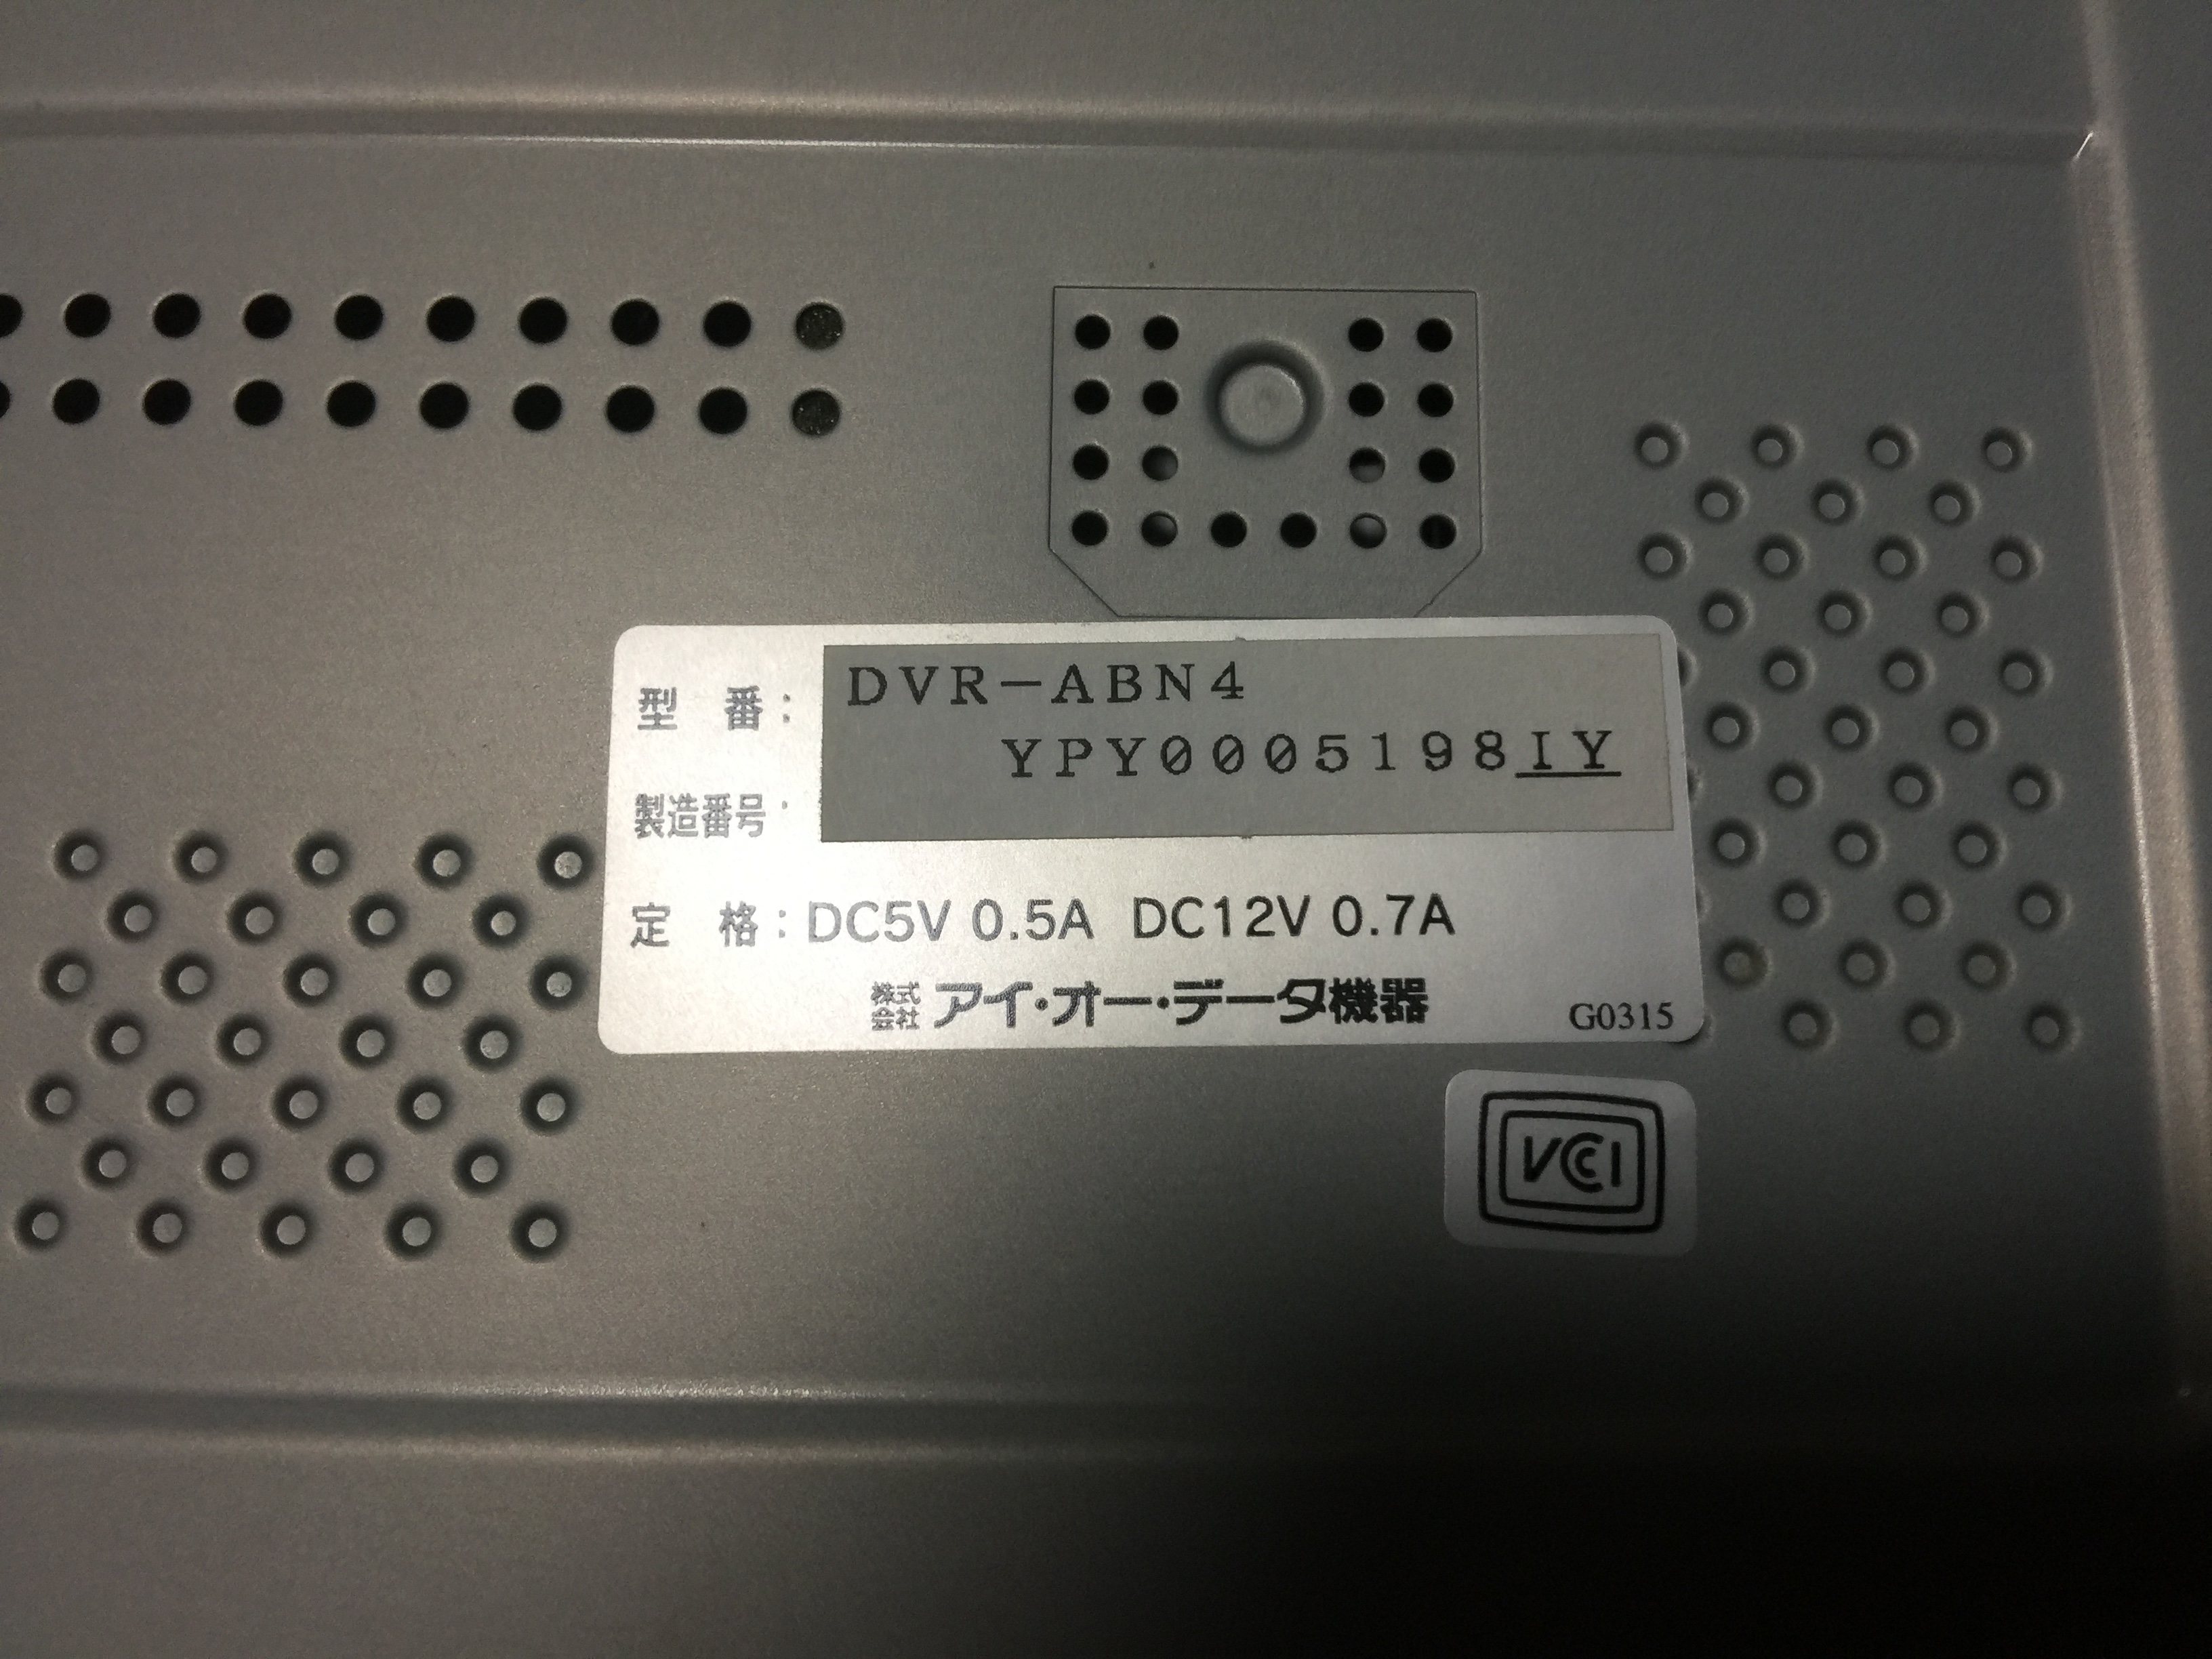 型 番: DVR-ABN4
YPY0005198IY
製造番号:
定 格: DC5V 0.5A DC12V 0.7A
株式会社 アイ・オー・データ機器 G0315
VCCI